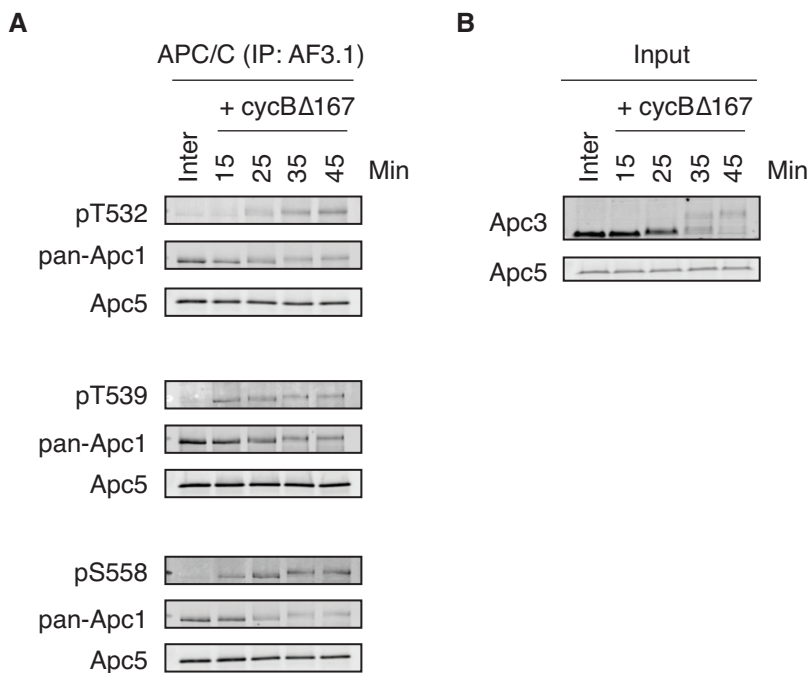 A
APC/C (IP: AF3.1)
+ cycBΔ167
Inter 15 25 35 45 Min
pT532
pan-Apc1
Apc5
pT539
pan-Apc1
Apc5
pS558
pan-Apc1
Apc5
B
Input
+ cycBΔ167
Inter 15 25 35 45 Min
Apc3
Apc5